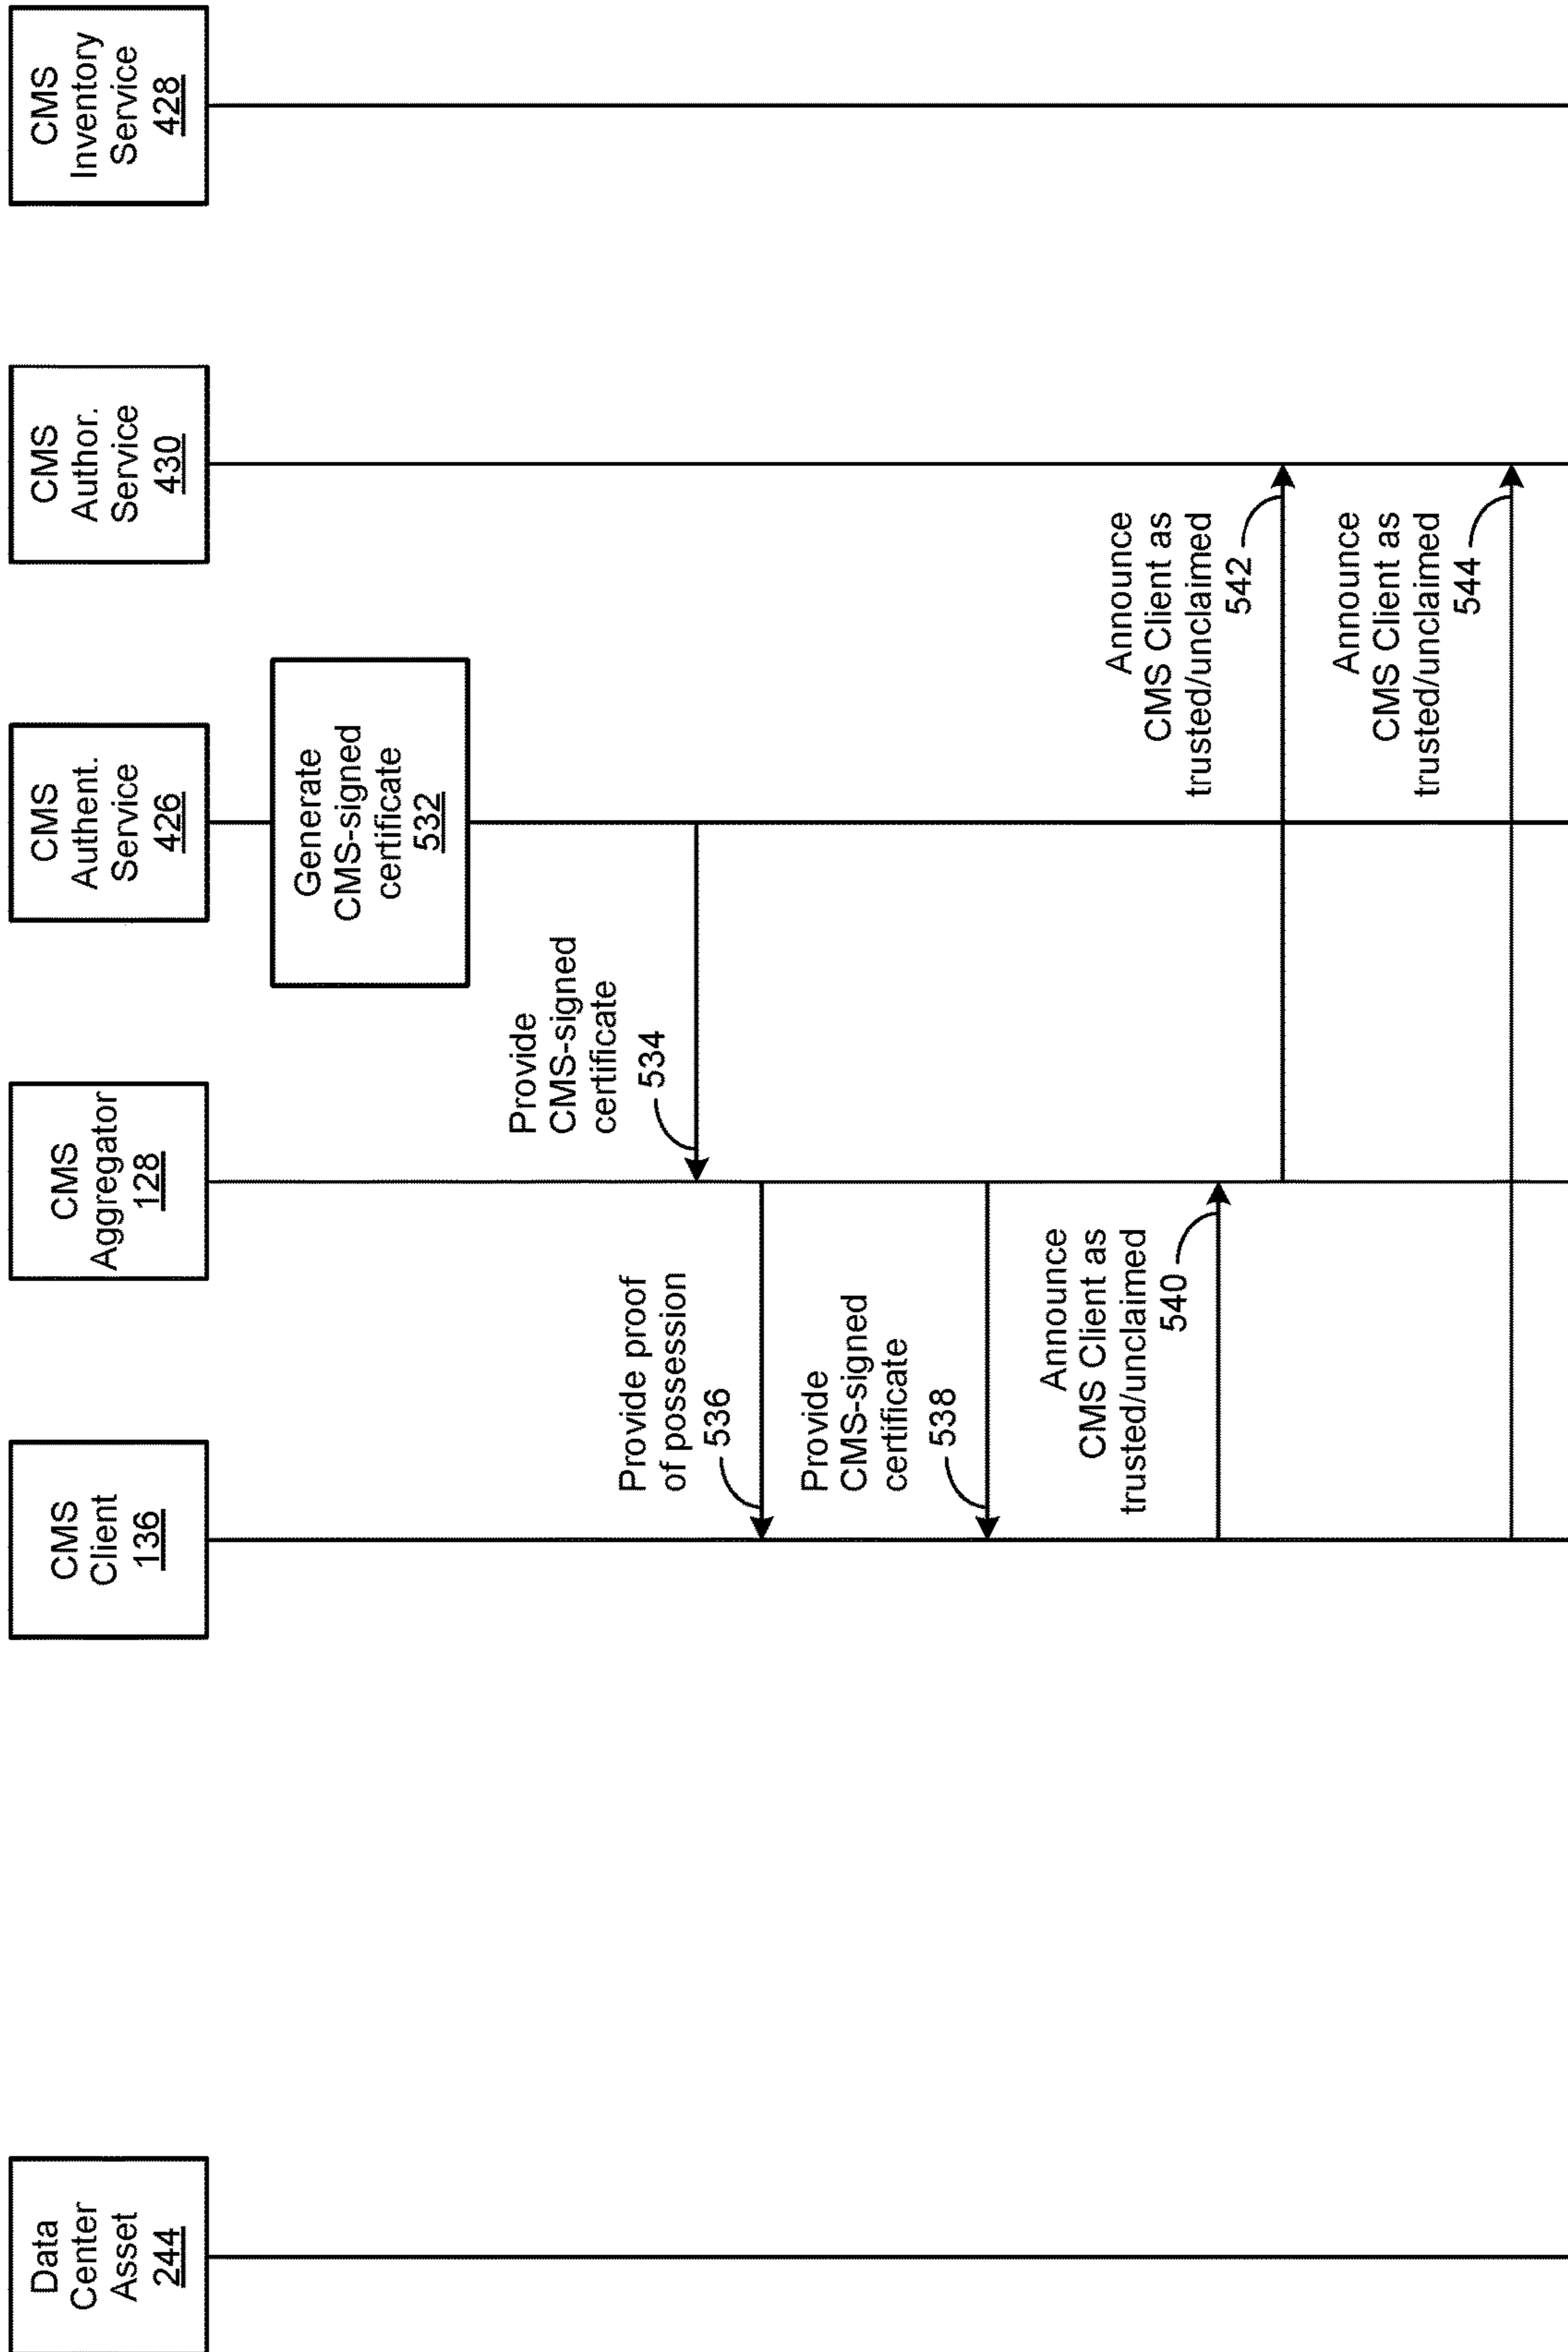 Data
Center
Asset
244
CMS
Client
136
CMS
Aggregator
128
CMS
Authent.
Service
426
CMS
Author.
Service
430
CMS
Inventory
Service
428
Generate
CMS-signed
certificate
532
Provide
CMS-signed
certificate
534
Provide proof
of possession
536
Provide
CMS-signed
certificate
538
Announce
CMS Client as
trusted/unclaimed
540
Announce
CMS Client as
trusted/unclaimed
542
Announce
CMS Client as
trusted/unclaimed
544